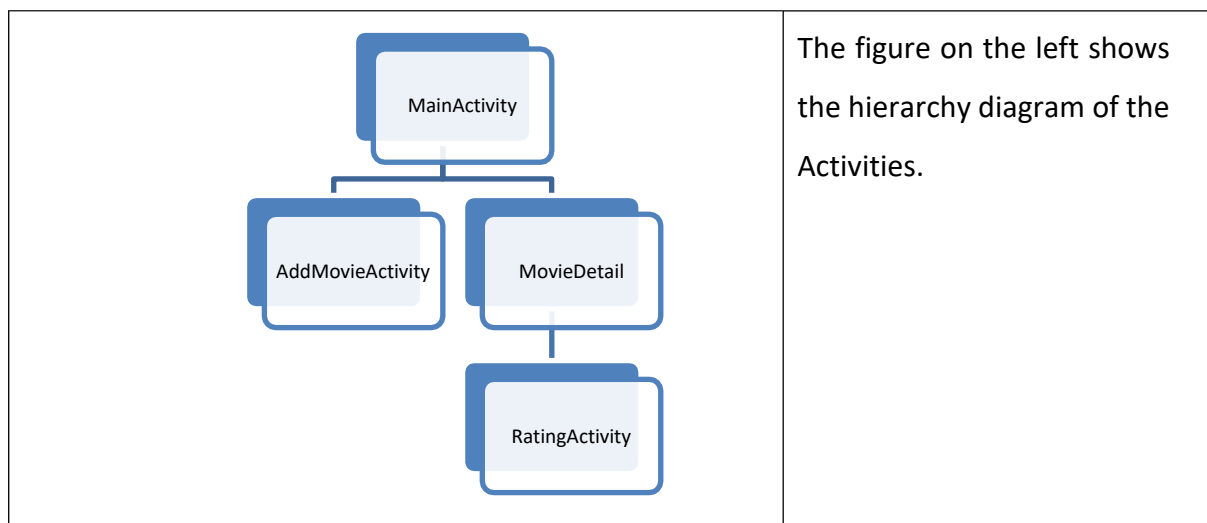 MainActivity
AddMovieActivity
MovieDetail
RatingActivity
The figure on the left shows
the hierarchy diagram of the
Activities.